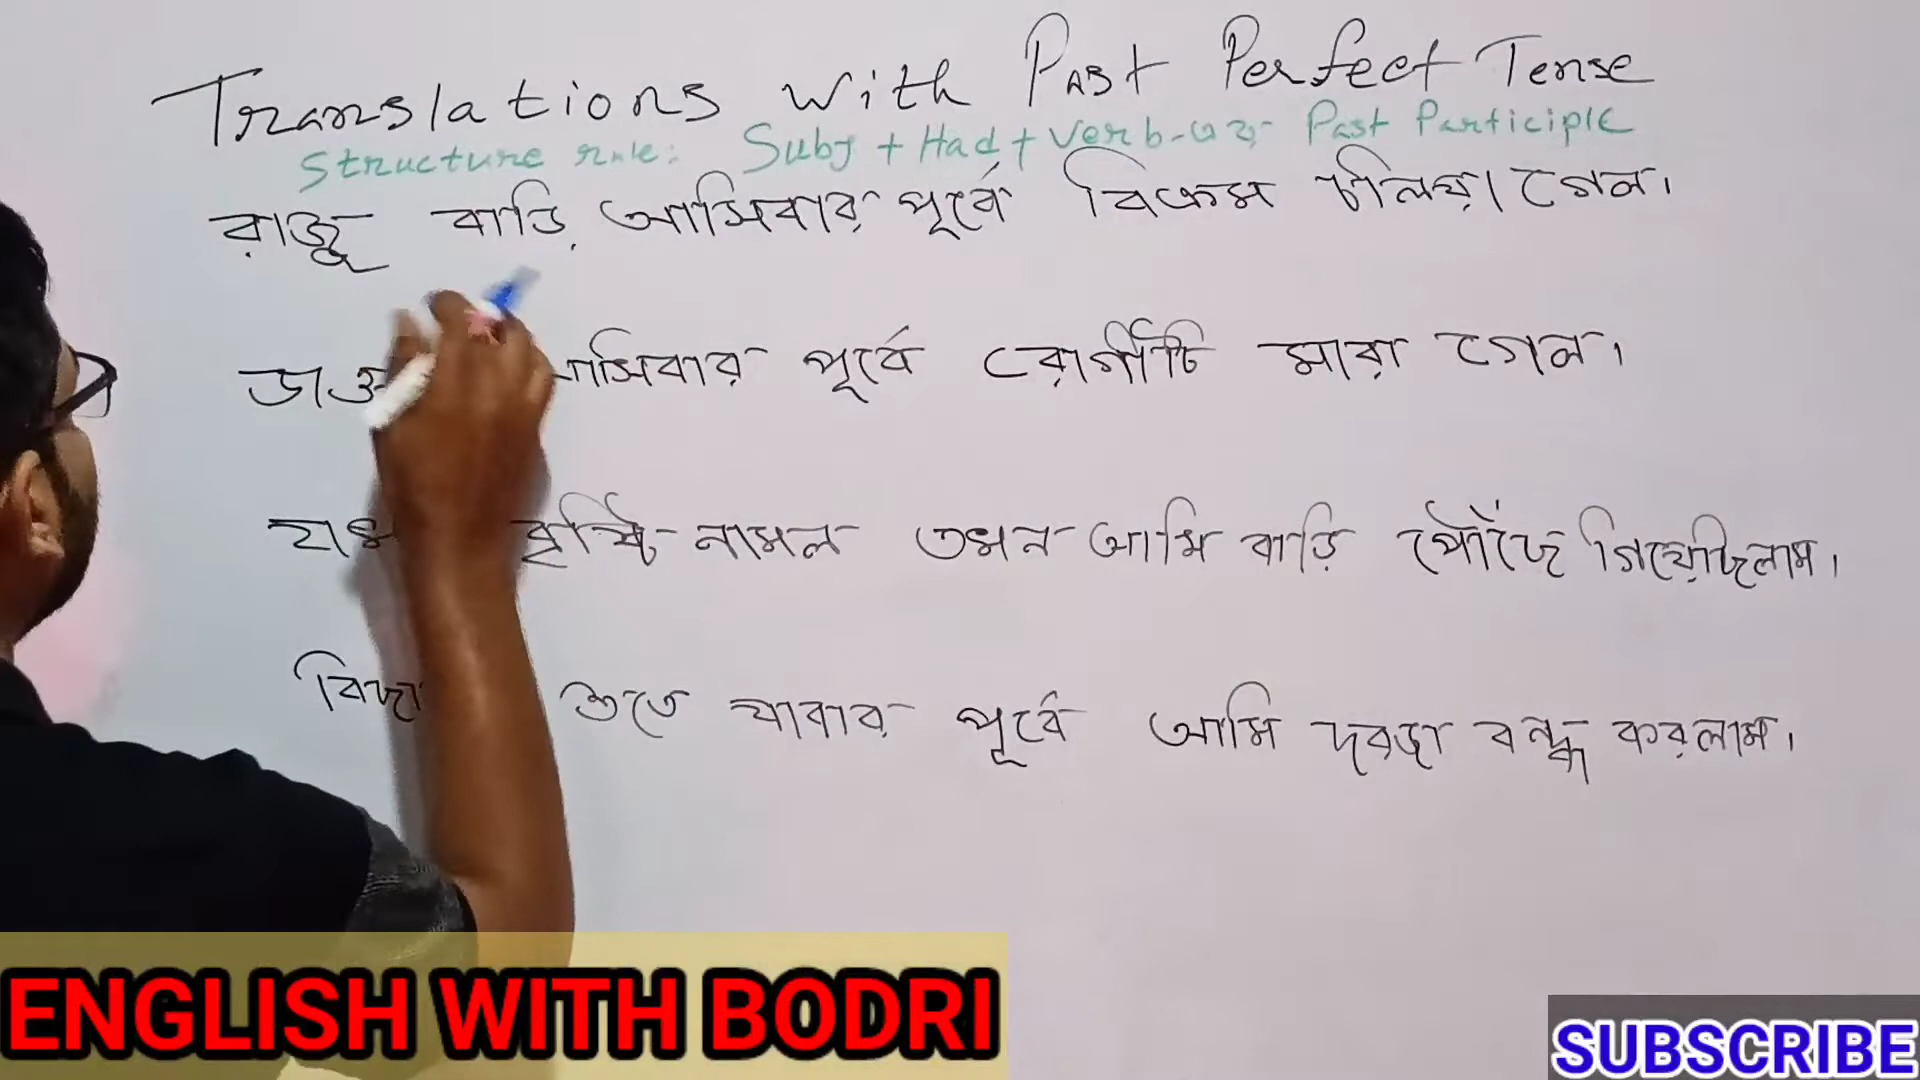 Translations with Past Perfect Tense
Structure rule: Subj + Had + Verb-এর Past Participle
রাজু বাড়ি আসিবার পূর্বে বিক্রম চলিয়া গেল।
পূর্বে রোগীটি মারা গেল।
বৃষ্টি নামল তখন আমি বাড়ি পৌঁছে গিয়েছিলাম।
শুতে যাবার পূর্বে আমি দরজা বন্ধ করলাম।
ENGLISH WITH BODRI
SUBSCRIBE